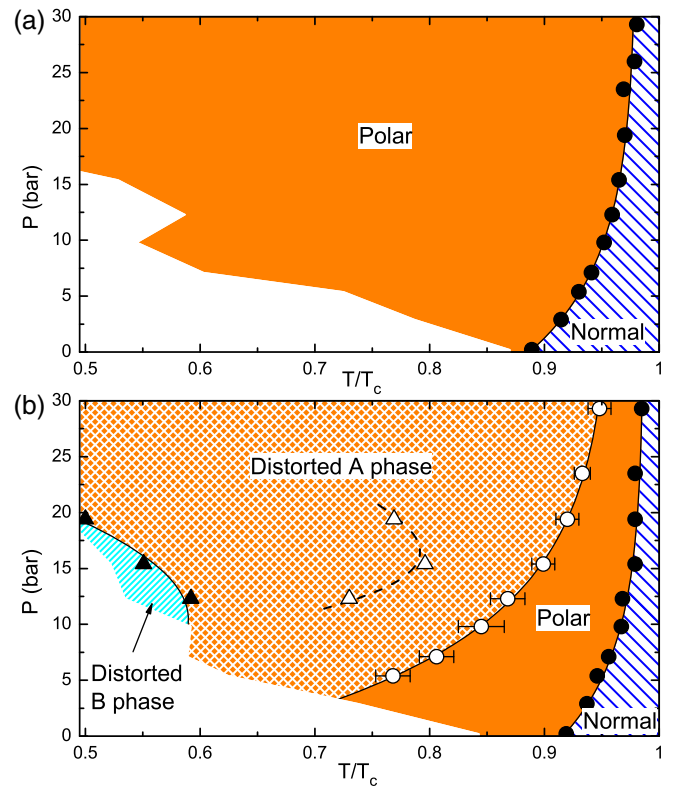 (a)
30
25
20
15
10
5
0
P (bar)
Polar
Normal
0.5 0.6 0.7 0.8 0.9 1
T/Tc
(b)
30
25
20
15
10
5
0
P (bar)
Distorted A phase
Polar
Distorted
B phase
Normal
0.5 0.6 0.7 0.8 0.9 1
T/Tc